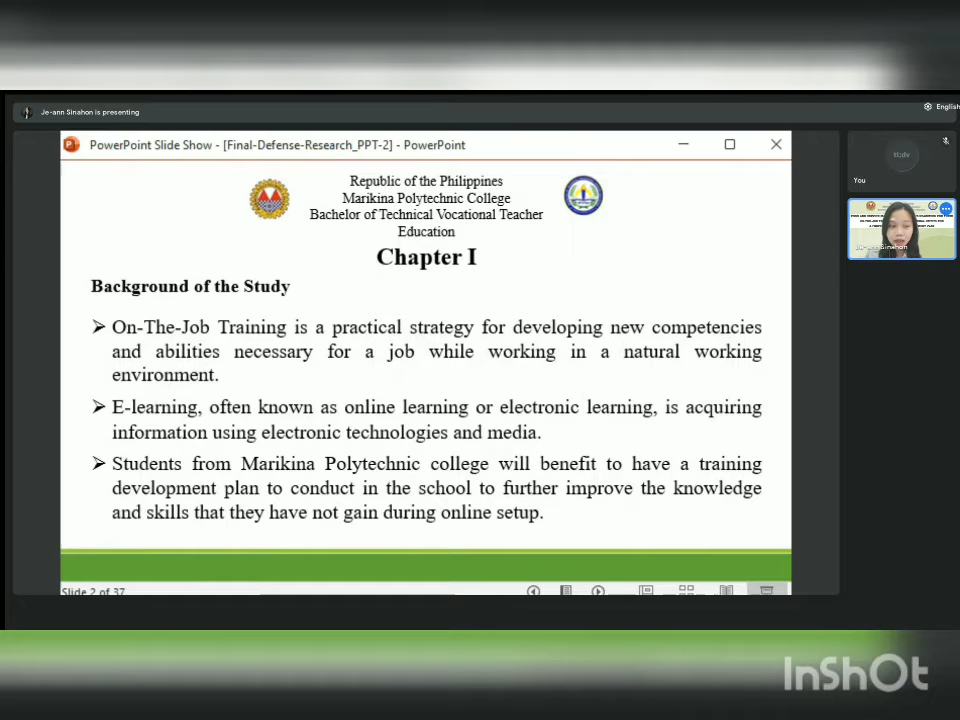 Je-ann Sinahon is presenting
English
PowerPoint Slide Show - [Final-Defense-Research_PPT-2] - PowerPoint
Republic of the Philippines
Marikina Polytechnic College
Bachelor of Technical Vocational Teacher
Education
Chapter I
Background of the Study
➢ On-The-Job Training is a practical strategy for developing new competencies
and abilities necessary for a job while working in a natural working
environment.
➢ E-learning, often known as online learning or electronic learning, is acquiring
information using electronic technologies and media.
➢ Students from Marikina Polytechnic college will benefit to have a training
development plan to conduct in the school to further improve the knowledge
and skills that they have not gain during online setup.
Slide 2 of 37
tl;dv
You
Je-ann Sinahon
InShOt